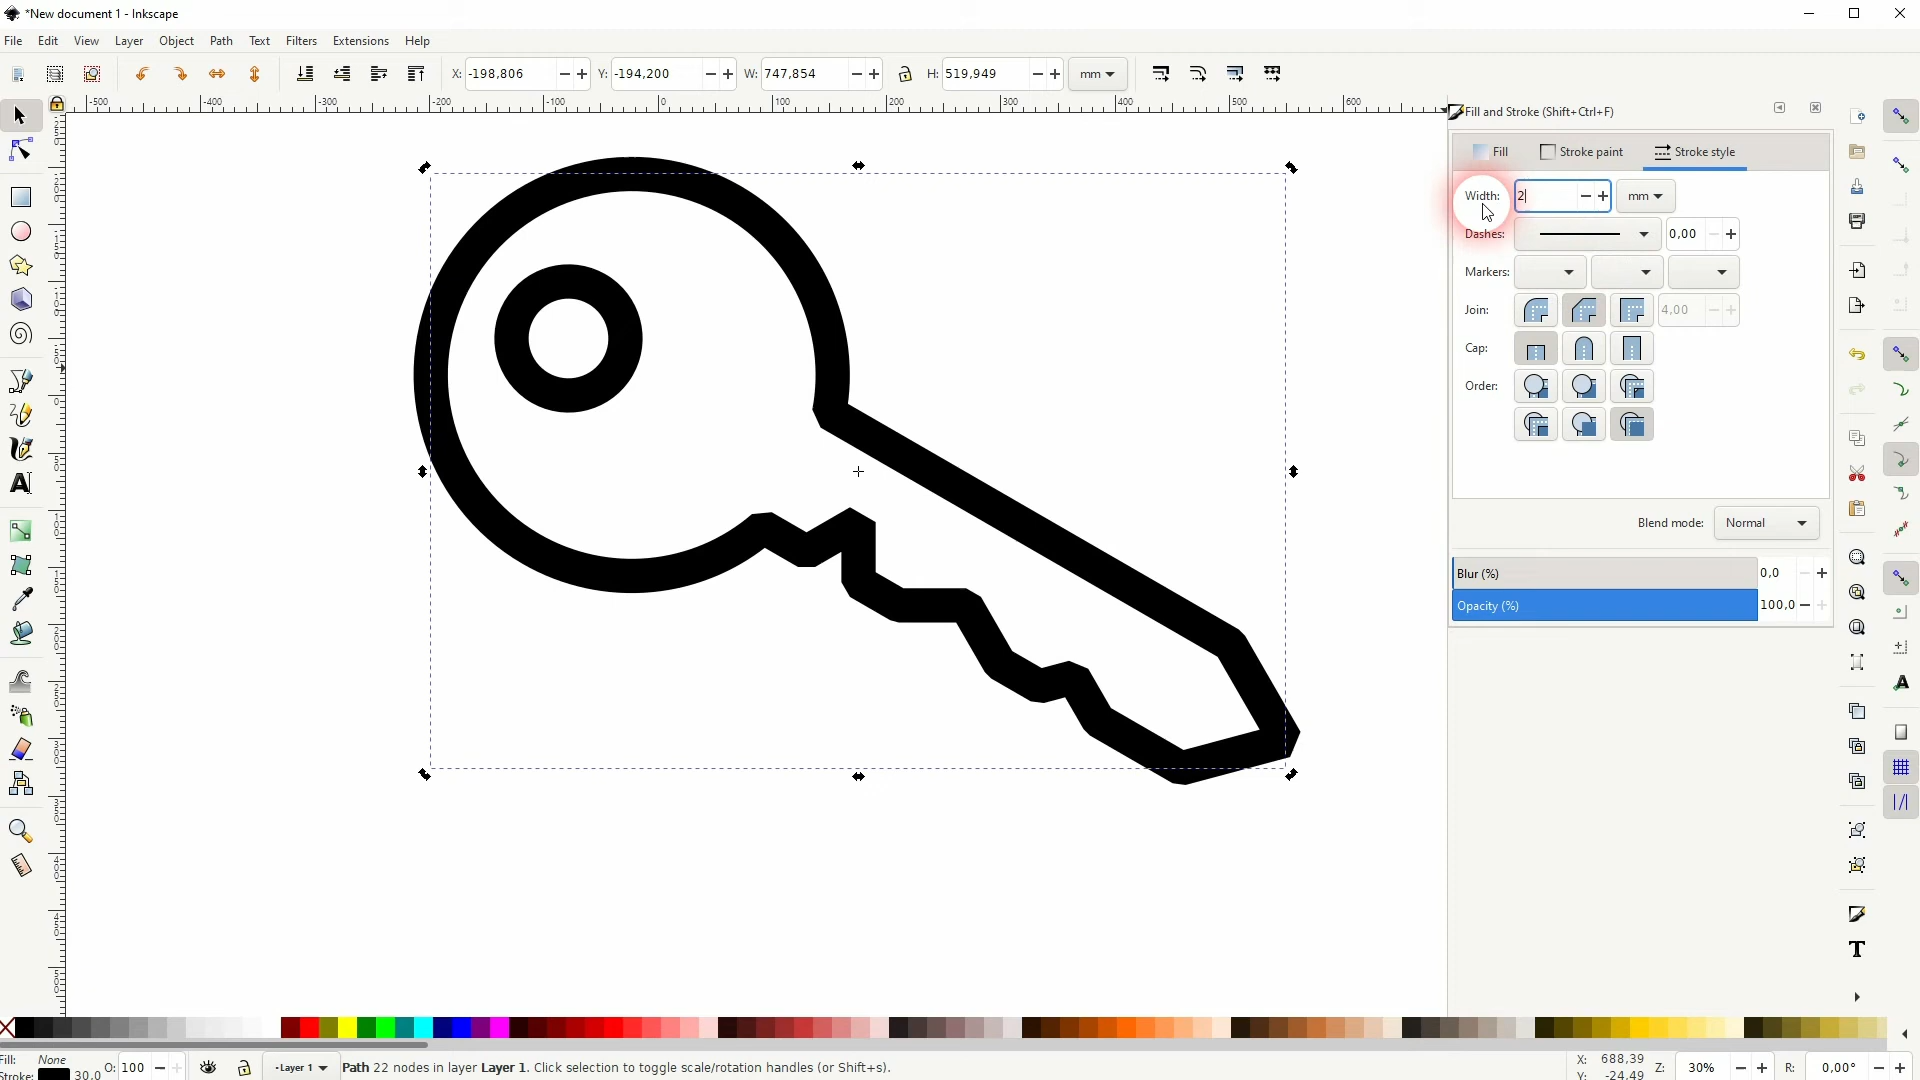 *New document 1 - Inkscape
File Edit View Layer Object Path Text Filters Extensions Help
X: -198,806 Y: -194,200 W: 747,854 H: 519,949 mm
-500 -400 -300 -200 -100 0 100 200 300 400 500 600
Fill and Stroke (Shift+Ctrl+F)
Fill Stroke paint Stroke style
Width: 2 mm
Dashes: 0,00
Markers:
Join: 4,00
Cap:
Order:
Blend mode: Normal
Blur (%) 0,0
Opacity (%) 100,0
Fill: None O: 100 Layer 1 Path 22 nodes in layer Layer 1. Click selection to toggle scale/rotation handles (or Shift+s). X: 688,39 Z: 30% R: 0,00°
Stroke: 30,0 Y: -24,49